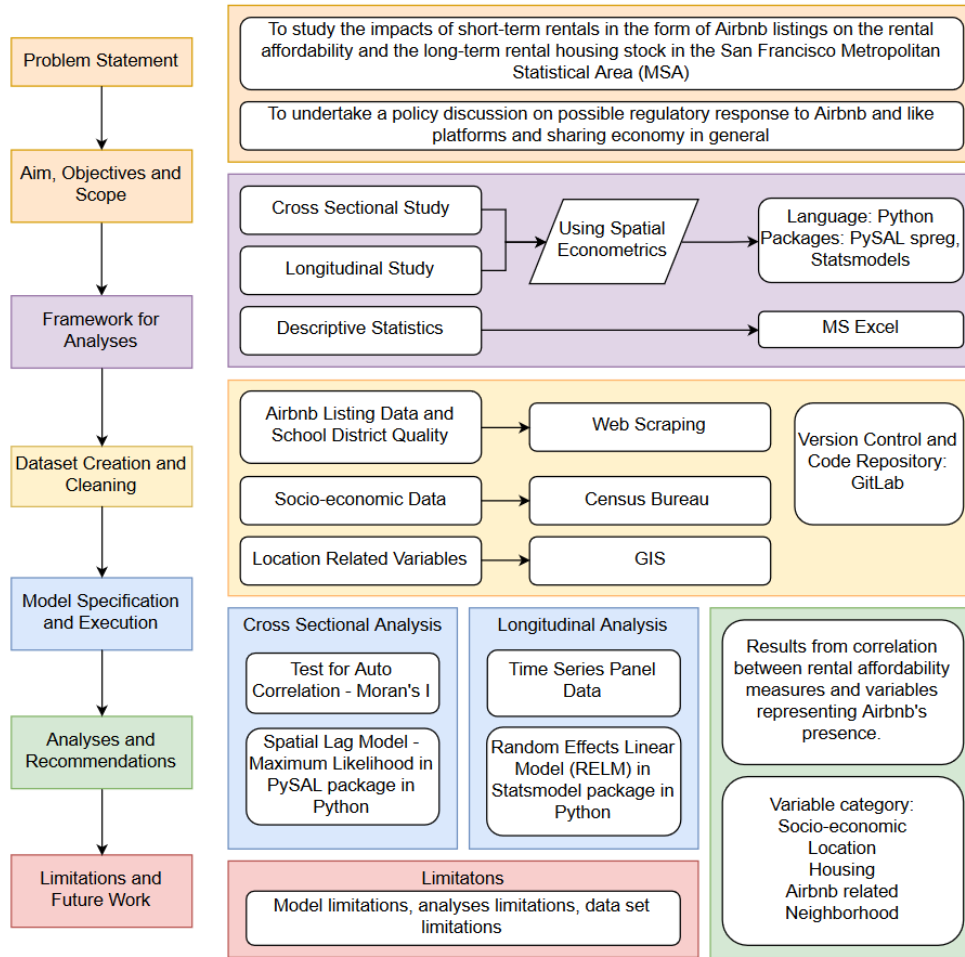 Problem Statement
Aim, Objectives and
Scope
Framework for
Analyses
Dataset Creation and
Cleaning
Model Specification
and Execution
Analyses and
Recommendations
Limitations and
Future Work
To study the impacts of short-term rentals in the form of Airbnb listings on the rental
affordability and the long-term rental housing stock in the San Francisco Metropolitan
Statistical Area (MSA)
To undertake a policy discussion on possible regulatory response to Airbnb and like
platforms and sharing economy in general
Cross Sectional Study
Longitudinal Study
Using Spatial
Econometrics
Language: Python
Packages: PySAL spreg,
Statsmodels
Descriptive Statistics
MS Excel
Airbnb Listing Data and
School District Quality
Web Scraping
Socio-economic Data
Census Bureau
Location Related Variables
GIS
Version Control and
Code Repository:
GitLab
Cross Sectional Analysis
Test for Auto
Correlation - Moran's I
Spatial Lag Model -
Maximum Likelihood in
PySAL package in
Python
Longitudinal Analysis
Time Series Panel
Data
Random Effects Linear
Model (RELM) in
Statsmodel package in
Python
Results from correlation
between rental affordability
measures and variables
representing Airbnb's
presence.
Variable category:
Socio-economic
Location
Housing
Airbnb related
Neighborhood
Limitatons
Model limitations, analyses limitations, data set
limitations